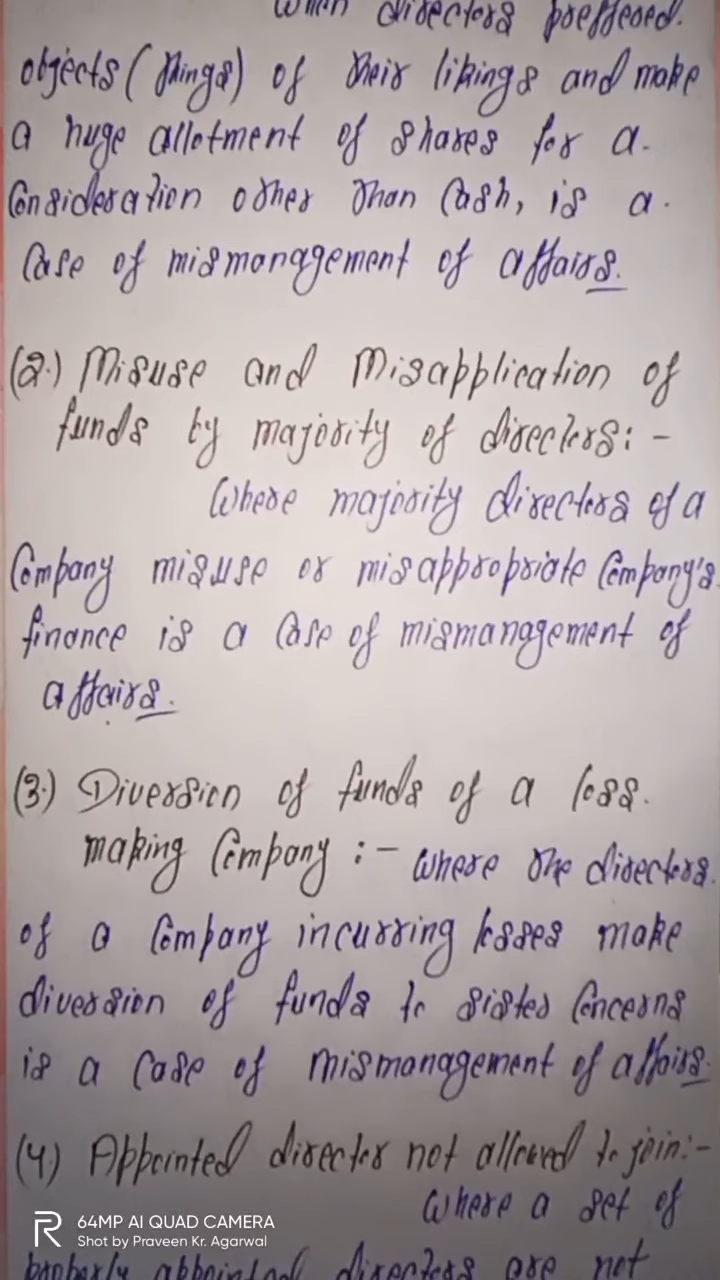 When directors preffered.
objects (things) of their likings and make
a huge allotment of shares for a.
Consideration other than Cash, is a.
Case of mismanagement of affairs.
(2.) Misuse and Misapplication of
funds by majority of directors: -
Where majority directors of a
Company misuse or misappropriate Company's
finance is a Case of mismanagement of
affairs.
(3.) Diversion of funds of a loss.
making Company :- Where the directors.
of a Company incurring losses make
diversion of funds to sister Concerns
is a Case of Mismanagement of affairs.
(4.) Appointed director not allowed to join:-
Where a set of
properly appointed directors are not
64MP AI QUAD CAMERA
Shot by Praveen Kr. Agarwal